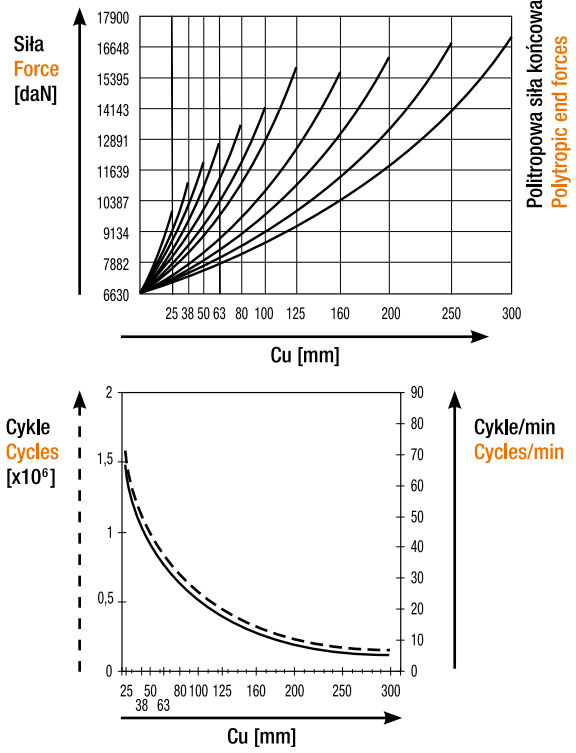 Siła
Force
[daN]
17900
16648
15395
14143
12891
11639
10387
9134
7882
6630
25 38 50 63 80 100 125 160 200 250 300
Cu [mm]
Politropowa siła końcowa
Polytropic end forces
Cykle
Cycles
[x10⁶]
2
1,5
1
0,5
0
90
80
70
60
50
40
30
20
10
0
Cykle/min
Cycles/min
25 50 80 100 125 160 200 250 300
38 63
Cu [mm]